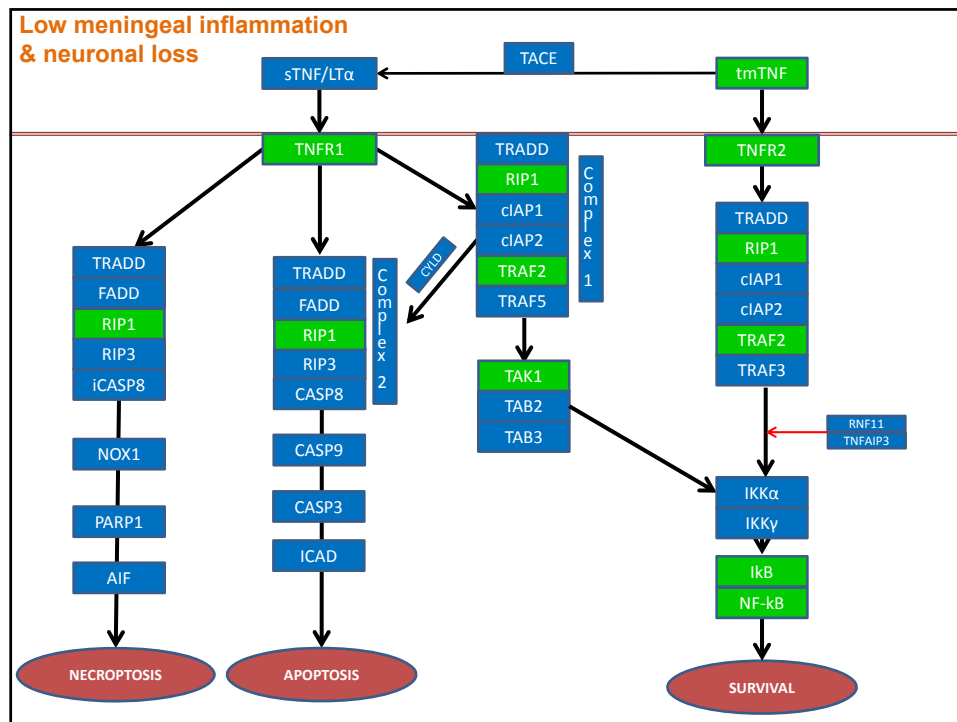 Low meningeal inflammation
& neuronal loss
TACE
sTNF/LTα
tmTNF
TNFR1
TNFR2
TRADD
RIP1
cIAP1
cIAP2
TRAF2
TRAF5
Complex 1
CYLD
TRADD
FADD
RIP1
RIP3
iCASP8
NOX1
PARP1
AIF
NECROPTOSIS
TRADD
FADD
RIP1
RIP3
CASP8
Complex 2
CASP9
CASP3
ICAD
APOPTOSIS
TAK1
TAB2
TAB3
TRADD
RIP1
cIAP1
cIAP2
TRAF2
TRAF3
RNF11
TNFAIP3
IKKα
IKKγ
IkB
NF-kB
SURVIVAL